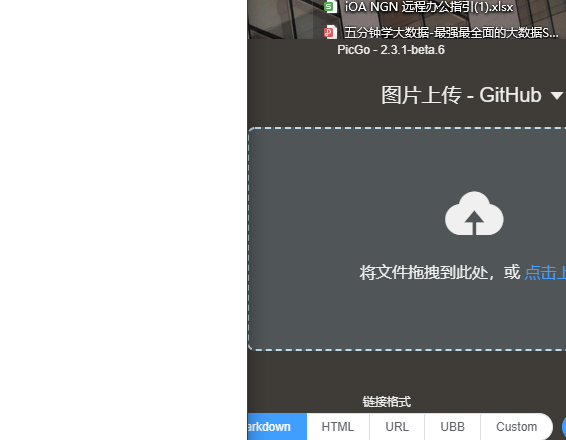 iOA NGN 远程办公指引(1).xlsx
五分钟学大数据-最强最全面的大数据S...
PicGo - 2.3.1-beta.6
图片上传 - GitHub
将文件拖拽到此处，或 点击上
链接格式
arkdown HTML URL UBB Custom